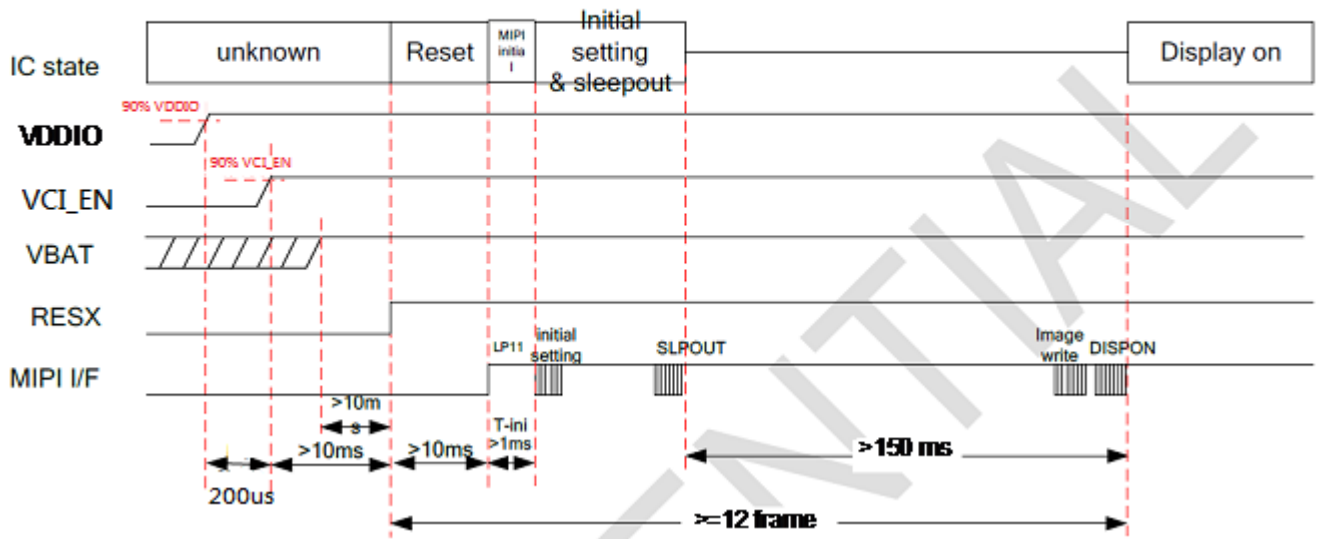 IC state
unknown
Reset
MIPI
initia
l
Initial
setting
& sleepout
Display on
90% VDDIO
VDDIO
90% VCI_EN
VCI_EN
VBAT
RESX
MIPI I/F
LP11
initial
setting
SLPOUT
Image
write
DISPON
>10m
s
>10ms
>10ms
T-ini
>1ms
>150 ms
200us
>=12 frame
ENTIAL